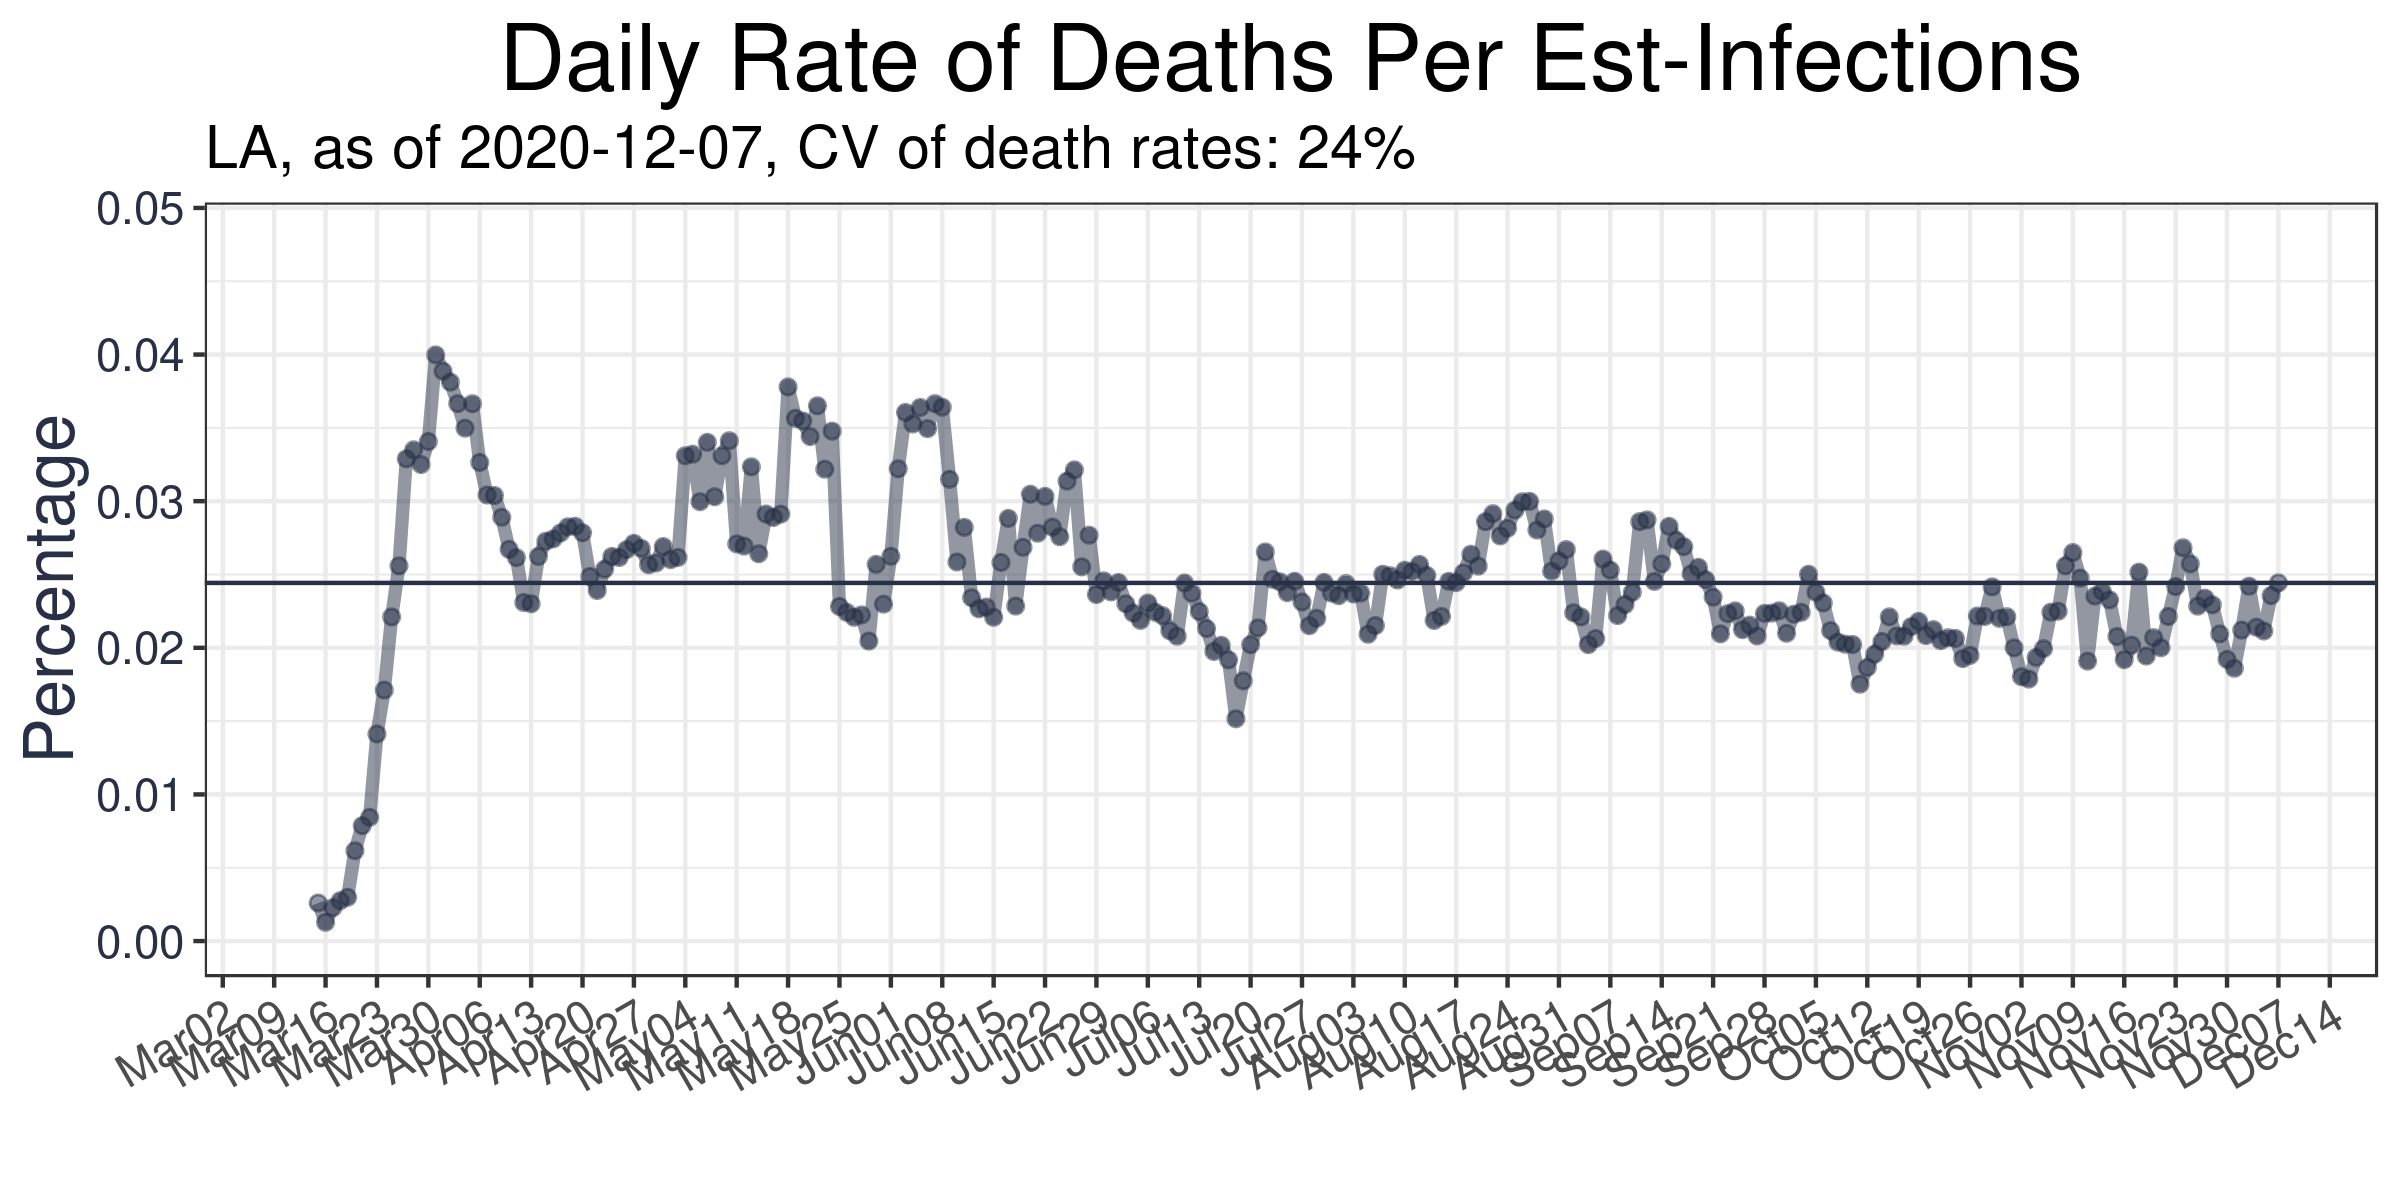 Daily Rate of Deaths Per Est-Infections
LA, as of 2020-12-07, CV of death rates: 24%
Percentage
0.05
0.04
0.03
0.02
0.01
0.00
Mar02
Mar09
Mar16
Mar23
Mar30
Apr06
Apr13
Apr20
Apr27
May04
May11
May18
May25
Jun01
Jun08
Jun15
Jun22
Jun29
Jul06
Jul13
Jul20
Jul27
Aug03
Aug10
Aug17
Aug24
Aug31
Sep07
Sep14
Sep21
Sep28
Oct05
Oct12
Oct19
Oct26
Nov02
Nov09
Nov16
Nov23
Nov30
Dec07
Dec14